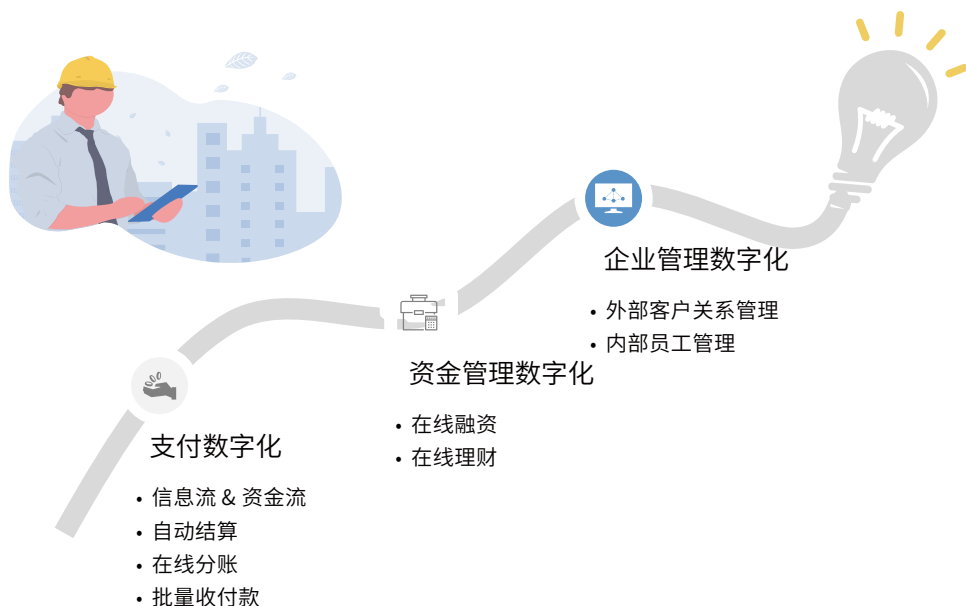 支付数字化
• 信息流 & 资金流
• 自动结算
• 在线分账
• 批量收付款
资金管理数字化
• 在线融资
• 在线理财
企业管理数字化
• 外部客户关系管理
• 内部员工管理